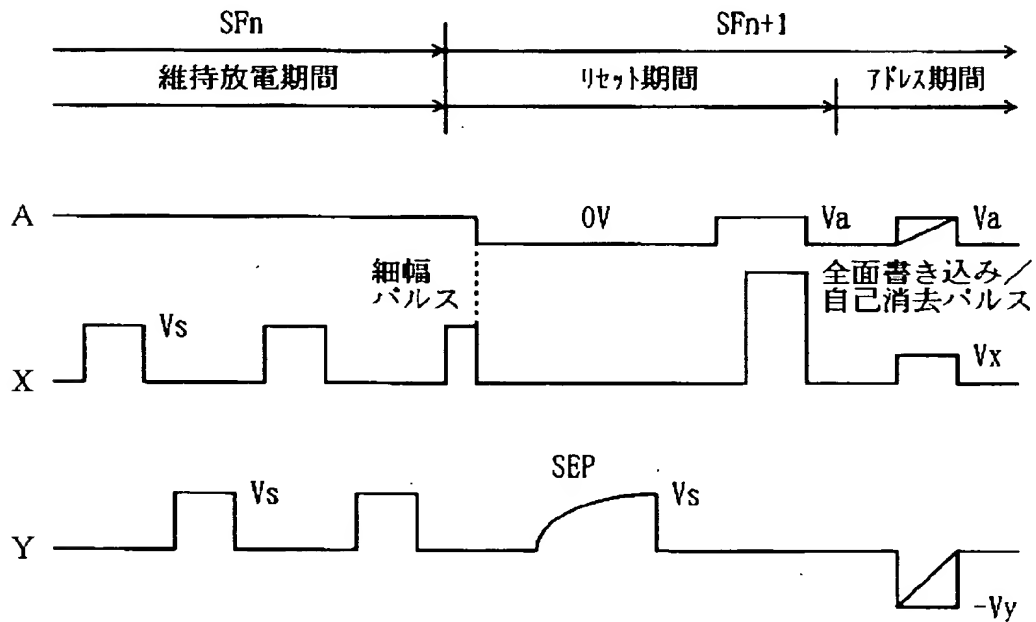 SFn
SFn+1
維持放電期間
リセット期間
アドレス期間
A
0V
Va
Va
細幅
パルス
全面書き込み／
自己消去パルス
Vs
X
Vx
SEP
Vs
Vs
Y
-Vy